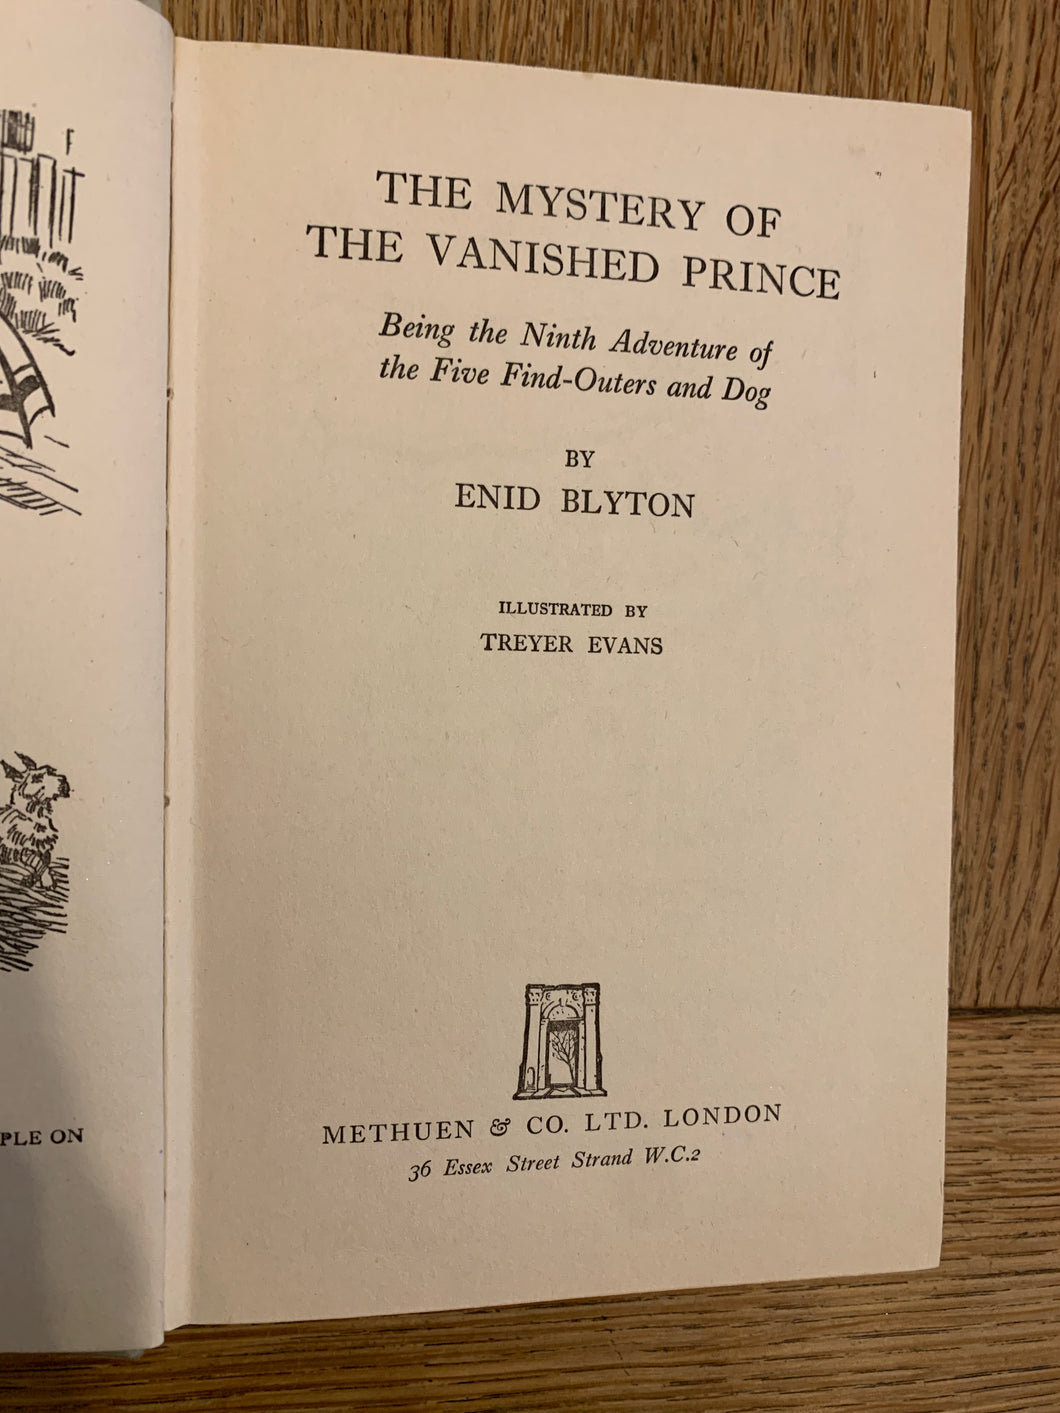 THE MYSTERY OF
THE VANISHED PRINCE
Being the Ninth Adventure of
the Five Find-Outers and Dog
BY
ENID BLYTON
ILLUSTRATED BY
TREYER EVANS
METHUEN & CO. LTD. LONDON
36 Essex Street Strand W.C.2
PLE ON